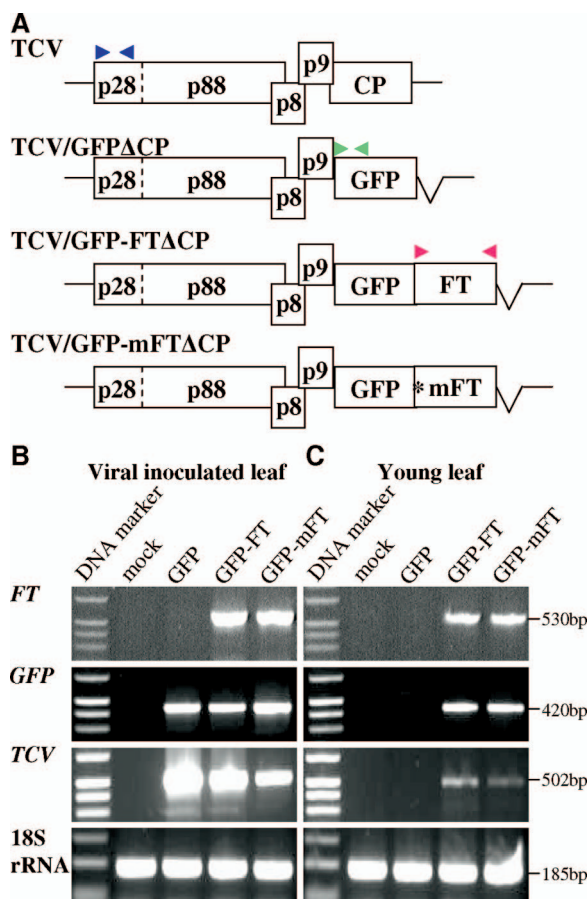 A
TCV
p28 p88 p8 p9 CP
TCV/GFPΔCP
p28 p88 p8 p9 GFP
TCV/GFP-FTΔCP
p28 p88 p8 p9 GFP FT
TCV/GFP-mFTΔCP
p28 p88 p8 p9 GFP *mFT
B Viral inoculated leaf
DNA marker mock GFP GFP-FT GFP-mFT
C Young leaf
DNA marker mock GFP GFP-FT GFP-mFT
FT 530bp
GFP 420bp
TCV 502bp
18S
rRNA 185bp